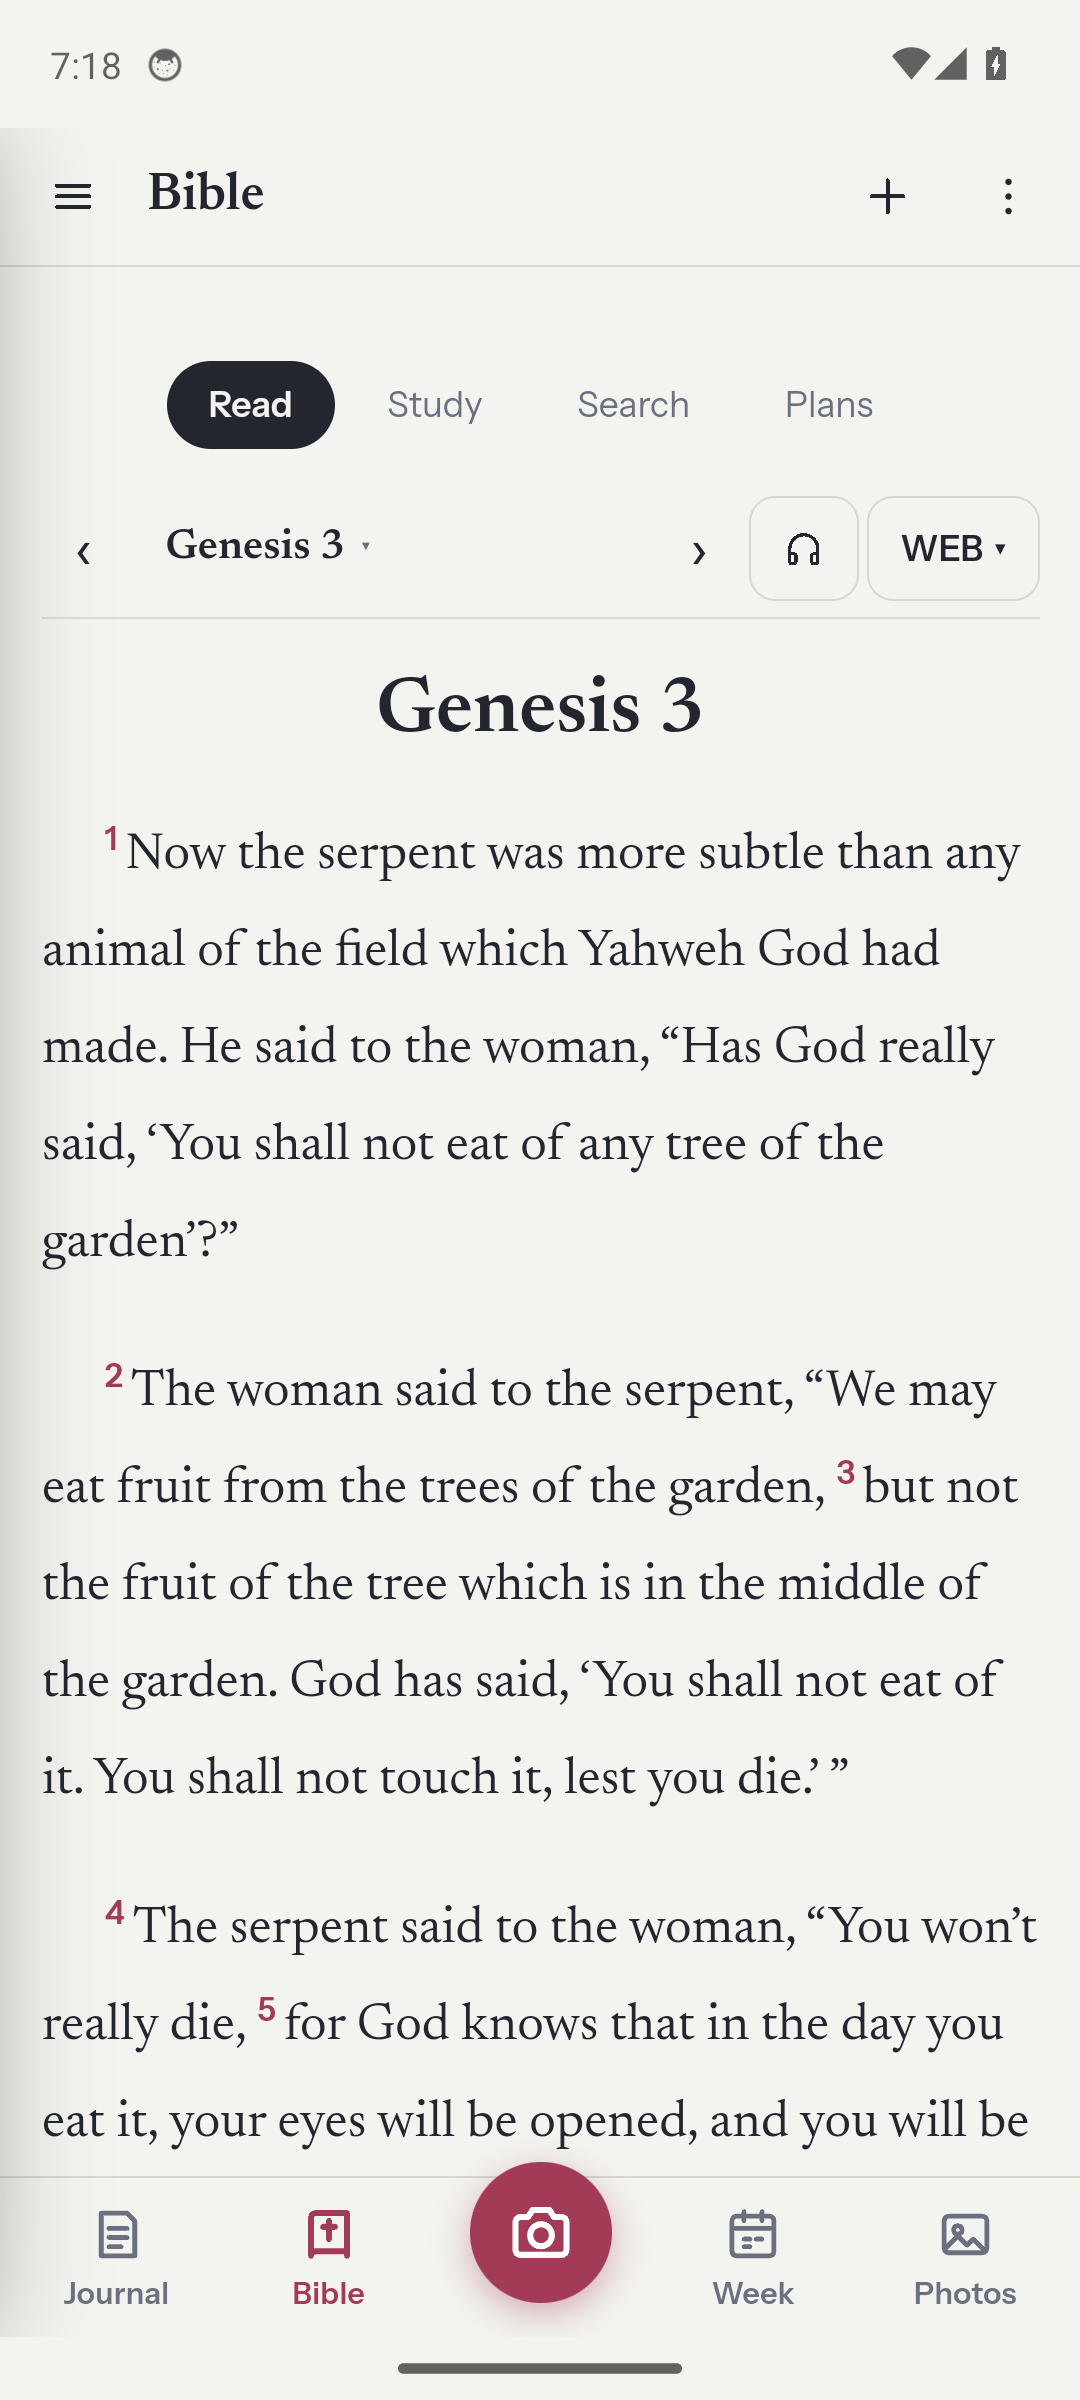 7:18
Bible
Read Study Search Plans
Genesis 3 WEB
Genesis 3
1 Now the serpent was more subtle than any
animal of the field which Yahweh God had
made. He said to the woman, “Has God really
said, ‘You shall not eat of any tree of the
garden’?”
2 The woman said to the serpent, “We may
eat fruit from the trees of the garden, 3 but not
the fruit of the tree which is in the middle of
the garden. God has said, ‘You shall not eat of
it. You shall not touch it, lest you die.’ ”
4 The serpent said to the woman, “You won’t
really die, 5 for God knows that in the day you
eat it, your eyes will be opened, and you will be
Journal Bible Week Photos